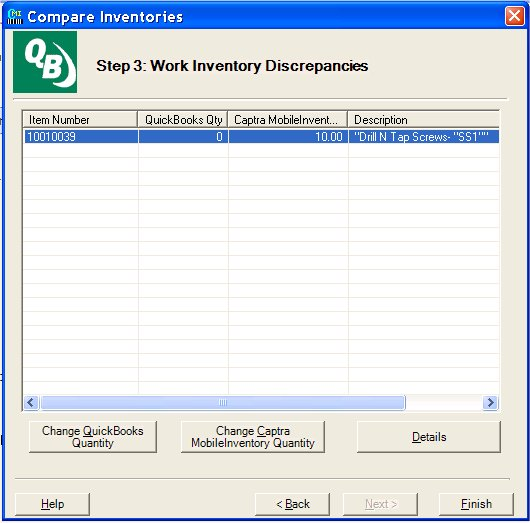 Compare Inventories
QB
Step 3: Work Inventory Discrepancies
Item Number QuickBooks Qty Captra MobileInvent... Description
10010039 0 10.00 "Drill N Tap Screws- "SS1""
Change QuickBooks
Quantity
Change Captra
MobileInventory Quantity
Details
Help < Back Next > Finish